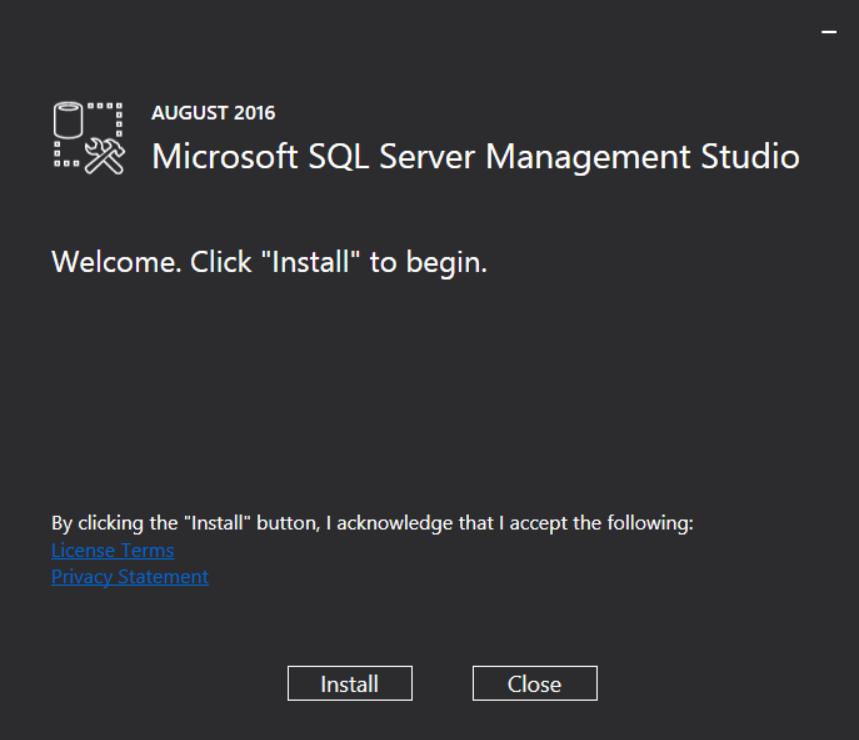 AUGUST 2016
Microsoft SQL Server Management Studio
Welcome. Click "Install" to begin.
By clicking the "Install" button, I acknowledge that I accept the following:
License Terms
Privacy Statement
Install
Close